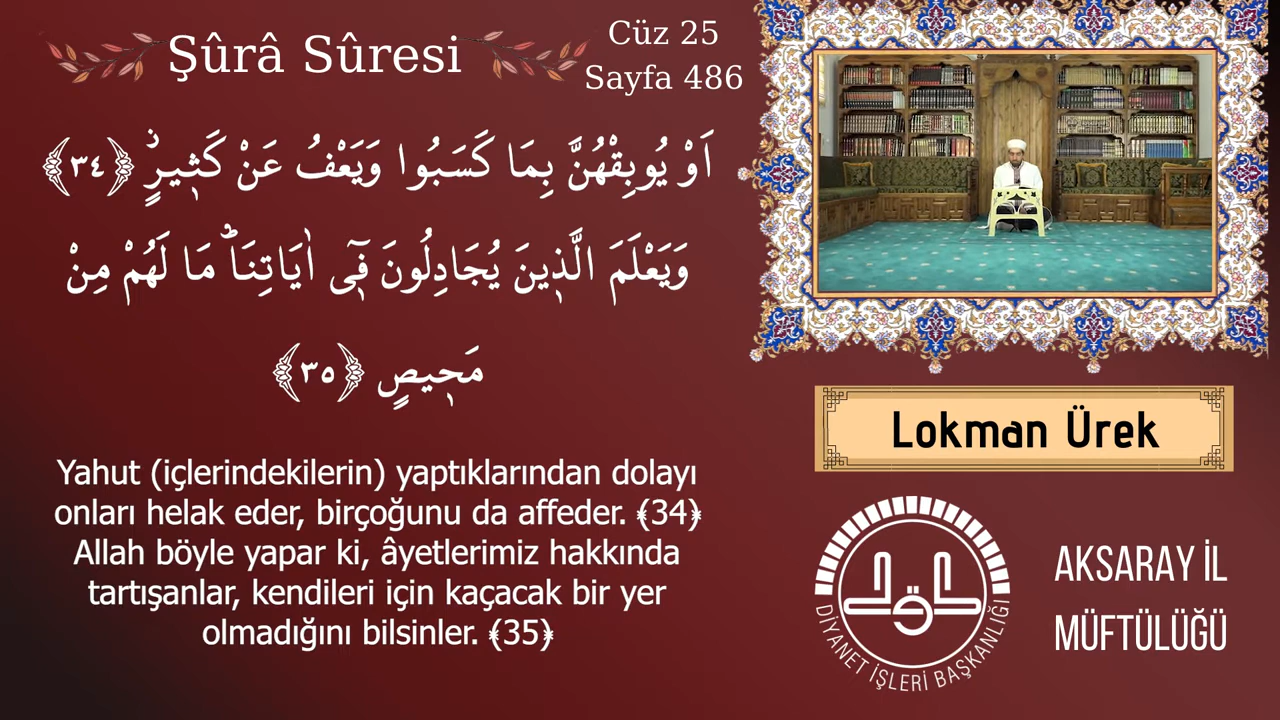 Şûrâ Sûresi
Cüz 25
Sayfa 486
اَوْ يُوبِقْهُنَّ بِمَا كَسَبُوا وَيَعْفُ عَنْ كَثٖيرٍۘ ﴿٣٤﴾
وَيَعْلَمَ الَّذٖينَ يُجَادِلُونَ فٖٓى اٰيَاتِنَاؕ مَا لَهُمْ مِنْ
مَحٖيصٍ ﴿٣٥﴾
Yahut (içlerindekilerin) yaptıklarından dolayı
onları helak eder, birçoğunu da affeder. ﴾34﴿
Allah böyle yapar ki, âyetlerimiz hakkında
tartışanlar, kendileri için kaçacak bir yer
olmadığını bilsinler. ﴾35﴿
Lokman Ürek
DİYANET İŞLERİ BAŞKANLIĞI
AKSARAY İL
MÜFTÜLÜĞÜ